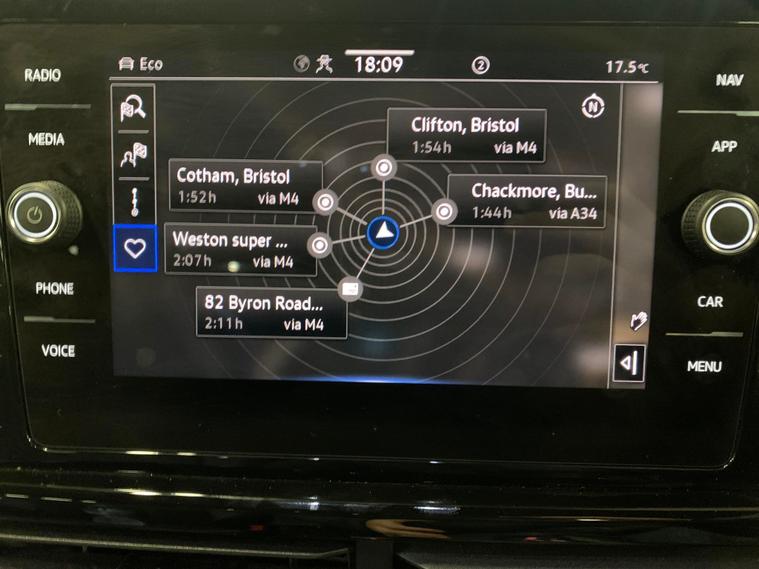 RADIO
MEDIA
PHONE
VOICE
Eco
18:09
2
17.5°C
N
Clifton, Bristol
1:54h via M4
Cotham, Bristol
1:52h via M4
Chackmore, Bu...
1:44h via A34
Weston super ...
2:07h via M4
82 Byron Road...
2:11h via M4
NAV
APP
CAR
MENU